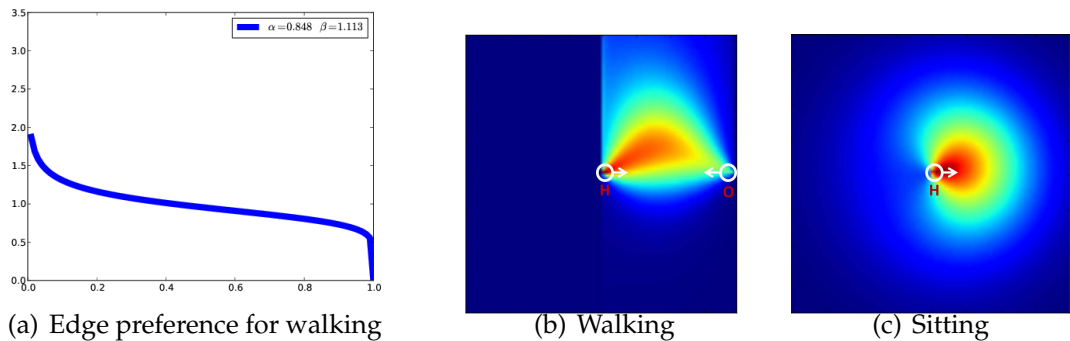 3.5
3.0
2.5
2.0
1.5
1.0
0.5
0.0
0.0 0.2 0.4 0.6 0.8 1.0
α=0.848 β=1.113
H
O
H
(a) Edge preference for walking
(b) Walking
(c) Sitting